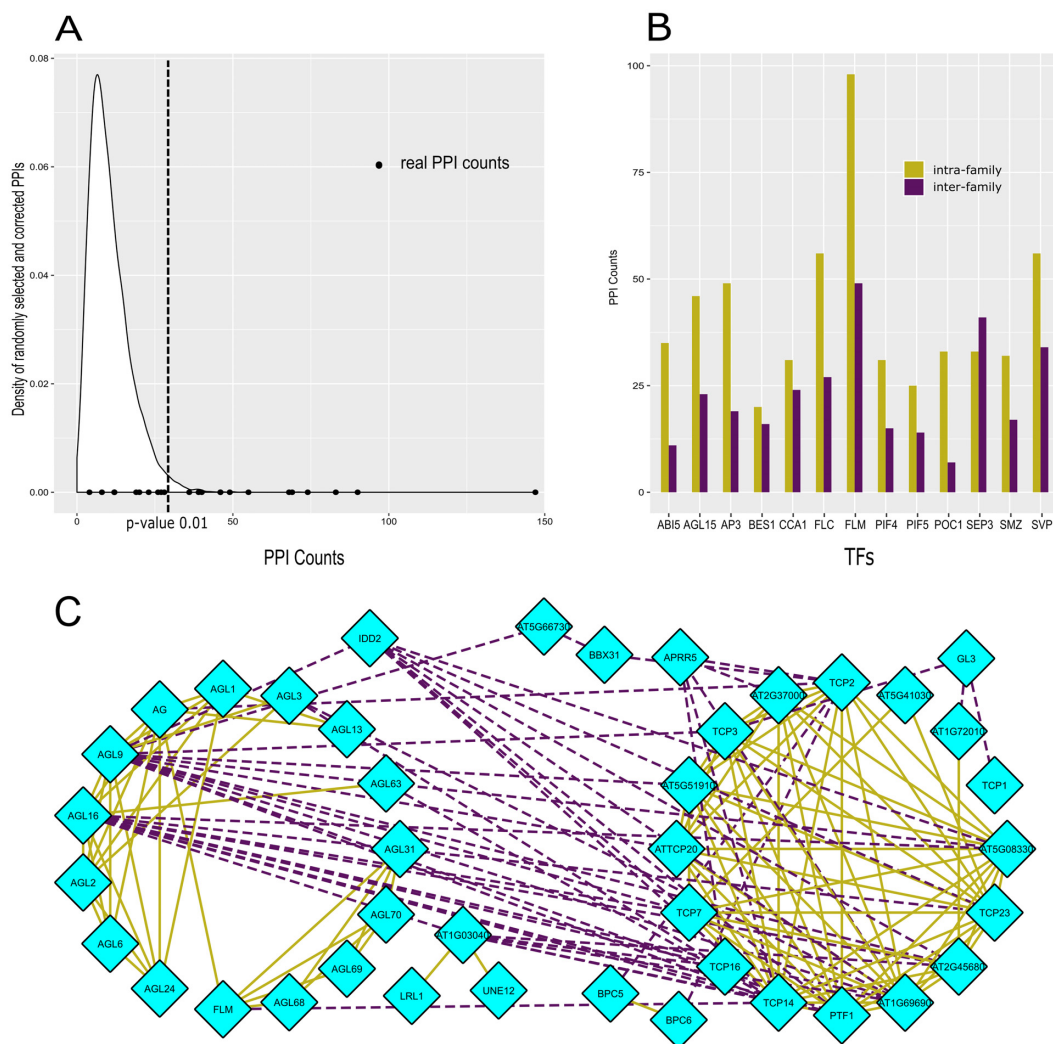 A
0.08
0.06
0.04
0.02
0.00
Density of randomly selected and corrected PPIs
real PPI counts
0
p-value 0.01
50
100
150
PPI Counts
B
100
75
50
25
0
PPI Counts
intra-family
inter-family
ABI5
AGL15
AP3
BES1
CCA1
FLC
FLM
PIF4
PIF5
POC1
SEP3
SMZ
SVP
TFs
C
IDD2
AT5G66730
BBX31
APRR5
GL3
AGL1
AGL3
AG
AGL13
AT2G37000
TCP2
AT5G41030
AGL9
TCP3
AT1G72010
AGL63
AT5G51910
TCP1
AGL16
AGL31
ATTCP20
AT5G08330
AGL2
AGL70
TCP7
TCP23
AGL6
AT1G03040
AGL69
TCP16
AT2G45680
AGL24
FLM
AGL68
LRL1
UNE12
BPC5
BPC6
TCP14
PTF1
AT1G69690